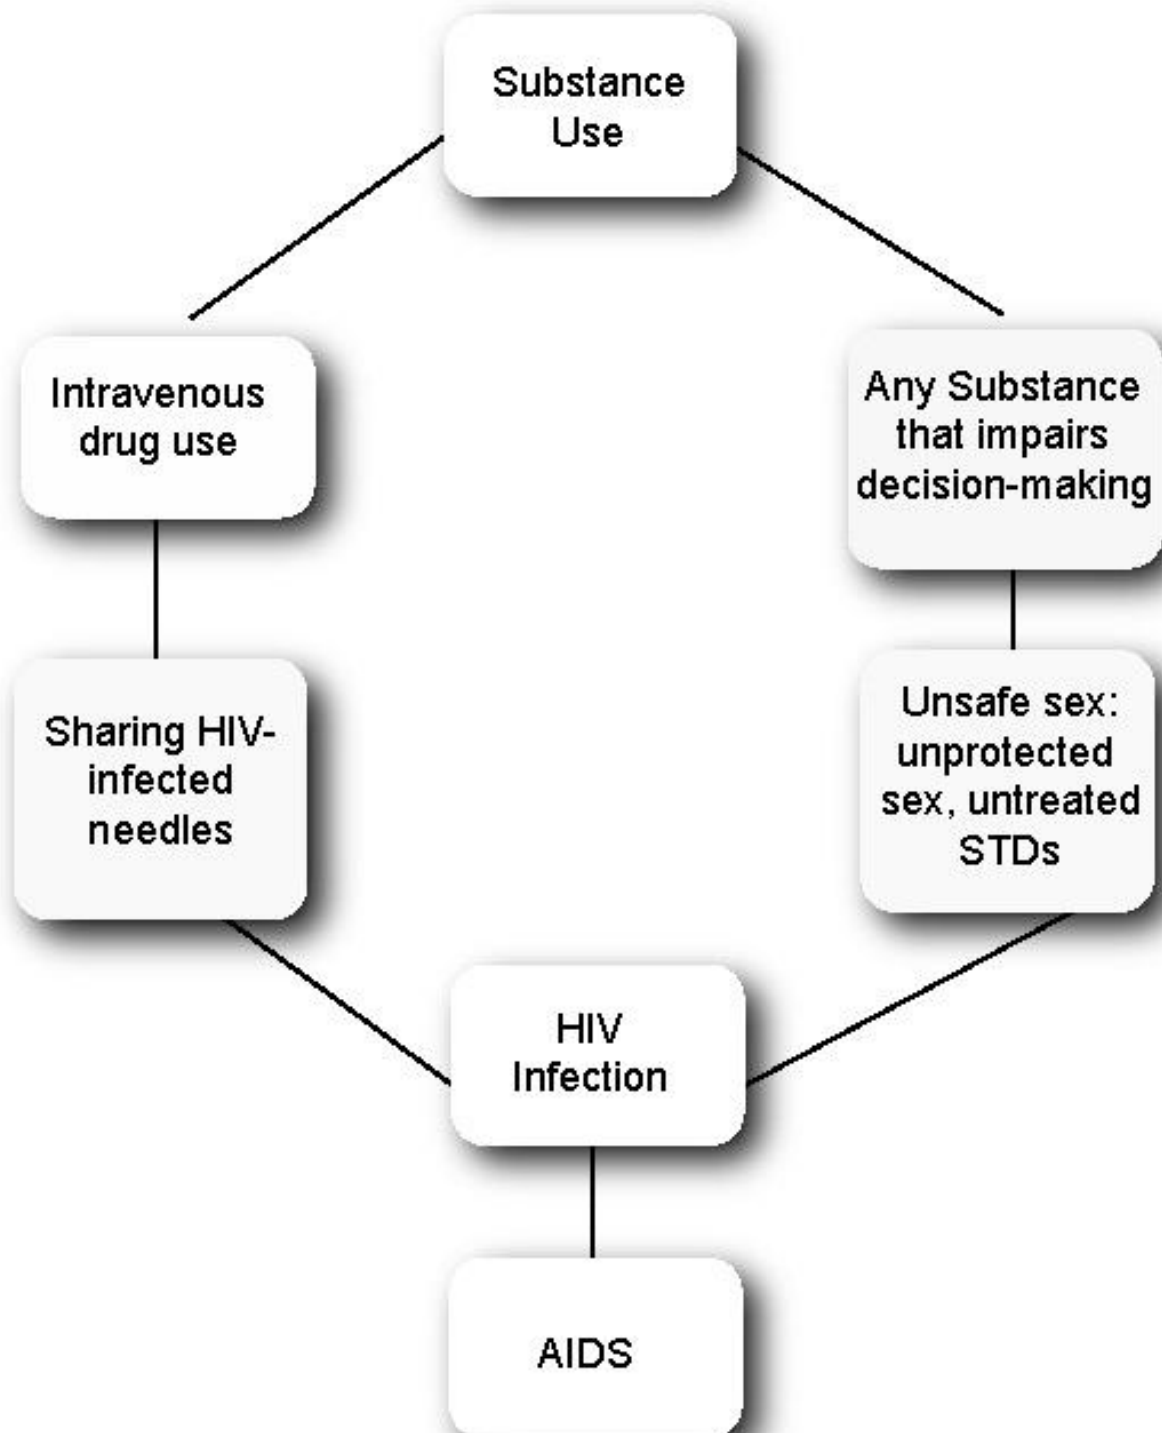 Substance
Use
Intravenous
drug use
Any Substance
that impairs
decision-making
Sharing HIV-
infected
needles
Unsafe sex:
unprotected
sex, untreated
STDs
HIV
Infection
AIDS